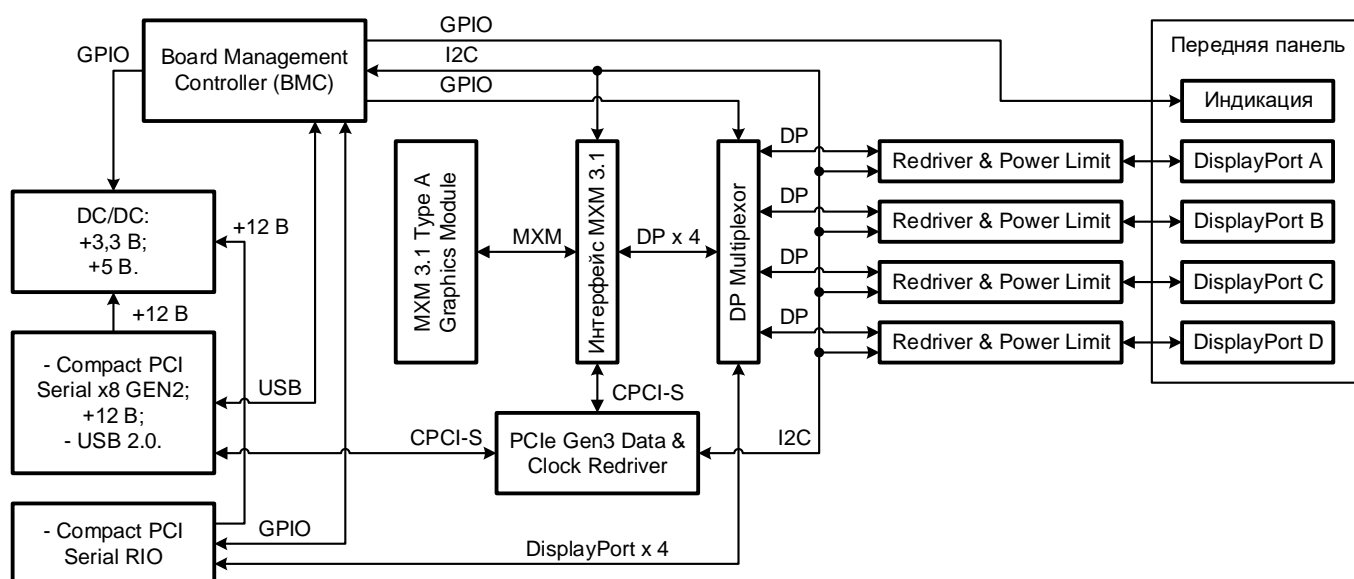 GPIO
Передняя панель
GPIO
Board Management
Controller (BMC)
I2C
GPIO
Индикация
MXM 3.1 Type A
Graphics Module
Интерфейс MXM 3.1
DP Multiplexor
DP
Redriver & Power Limit
DisplayPort A
DC/DC:
+3,3 В;
+5 В.
+12 В
MXM
DP x 4
DP
Redriver & Power Limit
DisplayPort B
DP
Redriver & Power Limit
DisplayPort C
+12 В
DP
Redriver & Power Limit
DisplayPort D
- Compact PCI
Serial x8 GEN2;
+12 В;
- USB 2.0.
USB
CPCI-S
CPCI-S
PCIe Gen3 Data &
Clock Redriver
I2C
- Compact PCI
Serial RIO
GPIO
DisplayPort x 4